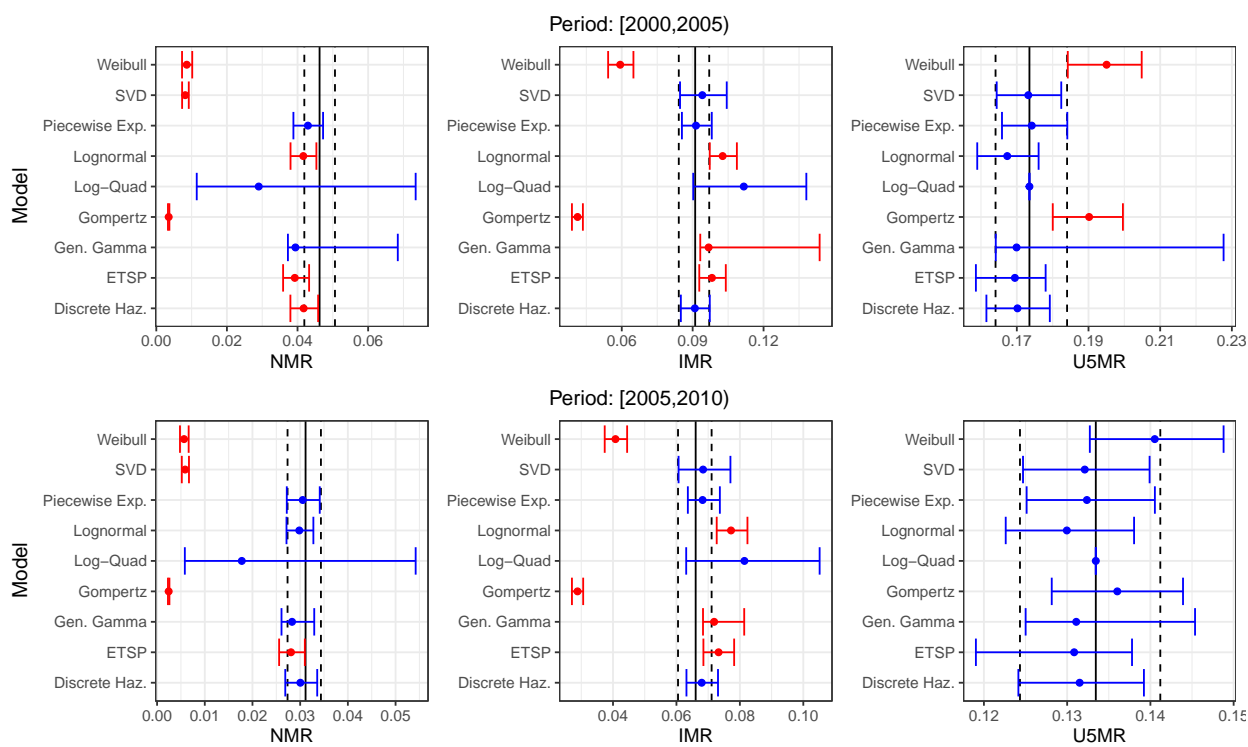 Period: [2000,2005)
Model
Weibull
SVD
Piecewise Exp.
Lognormal
Log−Quad
Gompertz
Gen. Gamma
ETSP
Discrete Haz.
0.00 0.02 0.04 0.06
NMR
Weibull
SVD
Piecewise Exp.
Lognormal
Log−Quad
Gompertz
Gen. Gamma
ETSP
Discrete Haz.
0.06 0.09 0.12
IMR
Weibull
SVD
Piecewise Exp.
Lognormal
Log−Quad
Gompertz
Gen. Gamma
ETSP
Discrete Haz.
0.17 0.19 0.21 0.23
U5MR
Period: [2005,2010)
Model
Weibull
SVD
Piecewise Exp.
Lognormal
Log−Quad
Gompertz
Gen. Gamma
ETSP
Discrete Haz.
0.00 0.01 0.02 0.03 0.04 0.05
NMR
Weibull
SVD
Piecewise Exp.
Lognormal
Log−Quad
Gompertz
Gen. Gamma
ETSP
Discrete Haz.
0.04 0.06 0.08 0.10
IMR
Weibull
SVD
Piecewise Exp.
Lognormal
Log−Quad
Gompertz
Gen. Gamma
ETSP
Discrete Haz.
0.12 0.13 0.14 0.15
U5MR